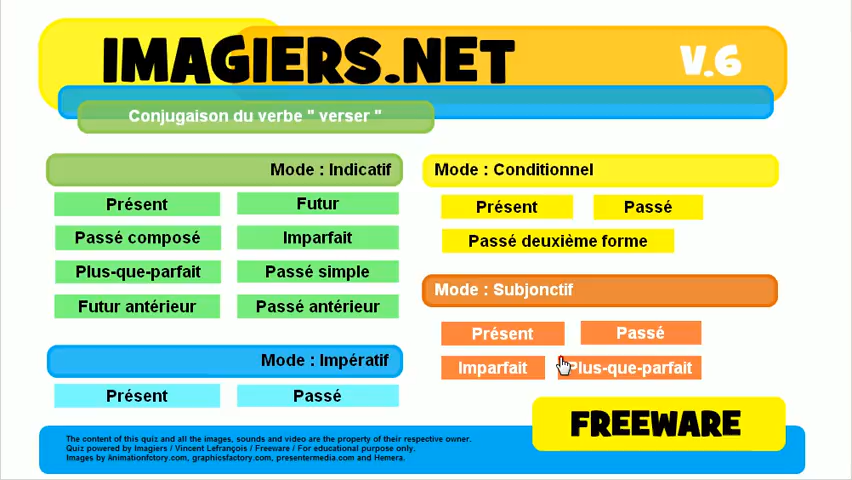 IMAGIERS.NET
V.6
Conjugaison du verbe " verser "
Mode : Indicatif
Présent
Futur
Passé composé
Imparfait
Plus-que-parfait
Passé simple
Futur antérieur
Passé antérieur
Mode : Impératif
Présent
Passé
Mode : Conditionnel
Présent
Passé
Passé deuxième forme
Mode : Subjonctif
Présent
Passé
Imparfait
Plus-que-parfait
FREEWARE
The content of this quiz and all the images, sounds and video are the property of their respective owner.
Quiz powered by Imagiers / Vincent Lefrançois / Freeware / For educational purpose only.
Images by Animationfctory.com, graphicsfactory.com, presentermedia.com and Hemera.